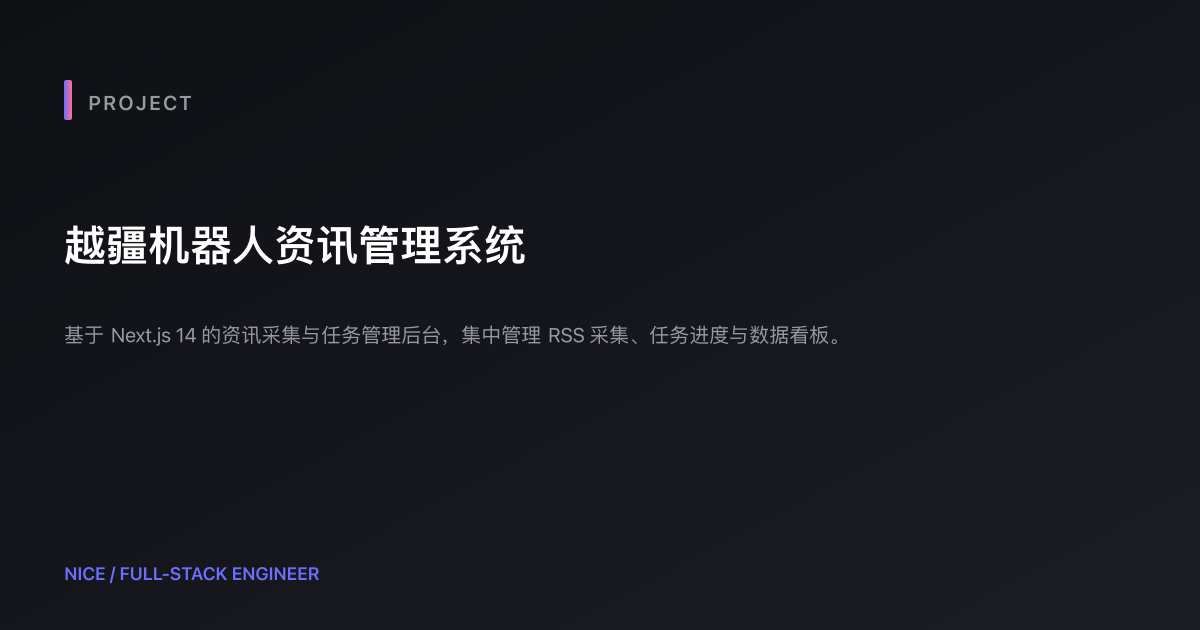 PROJECT
越疆机器人资讯管理系统
基于 Next.js 14 的资讯采集与任务管理后台，集中管理 RSS 采集、任务进度与数据看板。
NICE / FULL-STACK ENGINEER